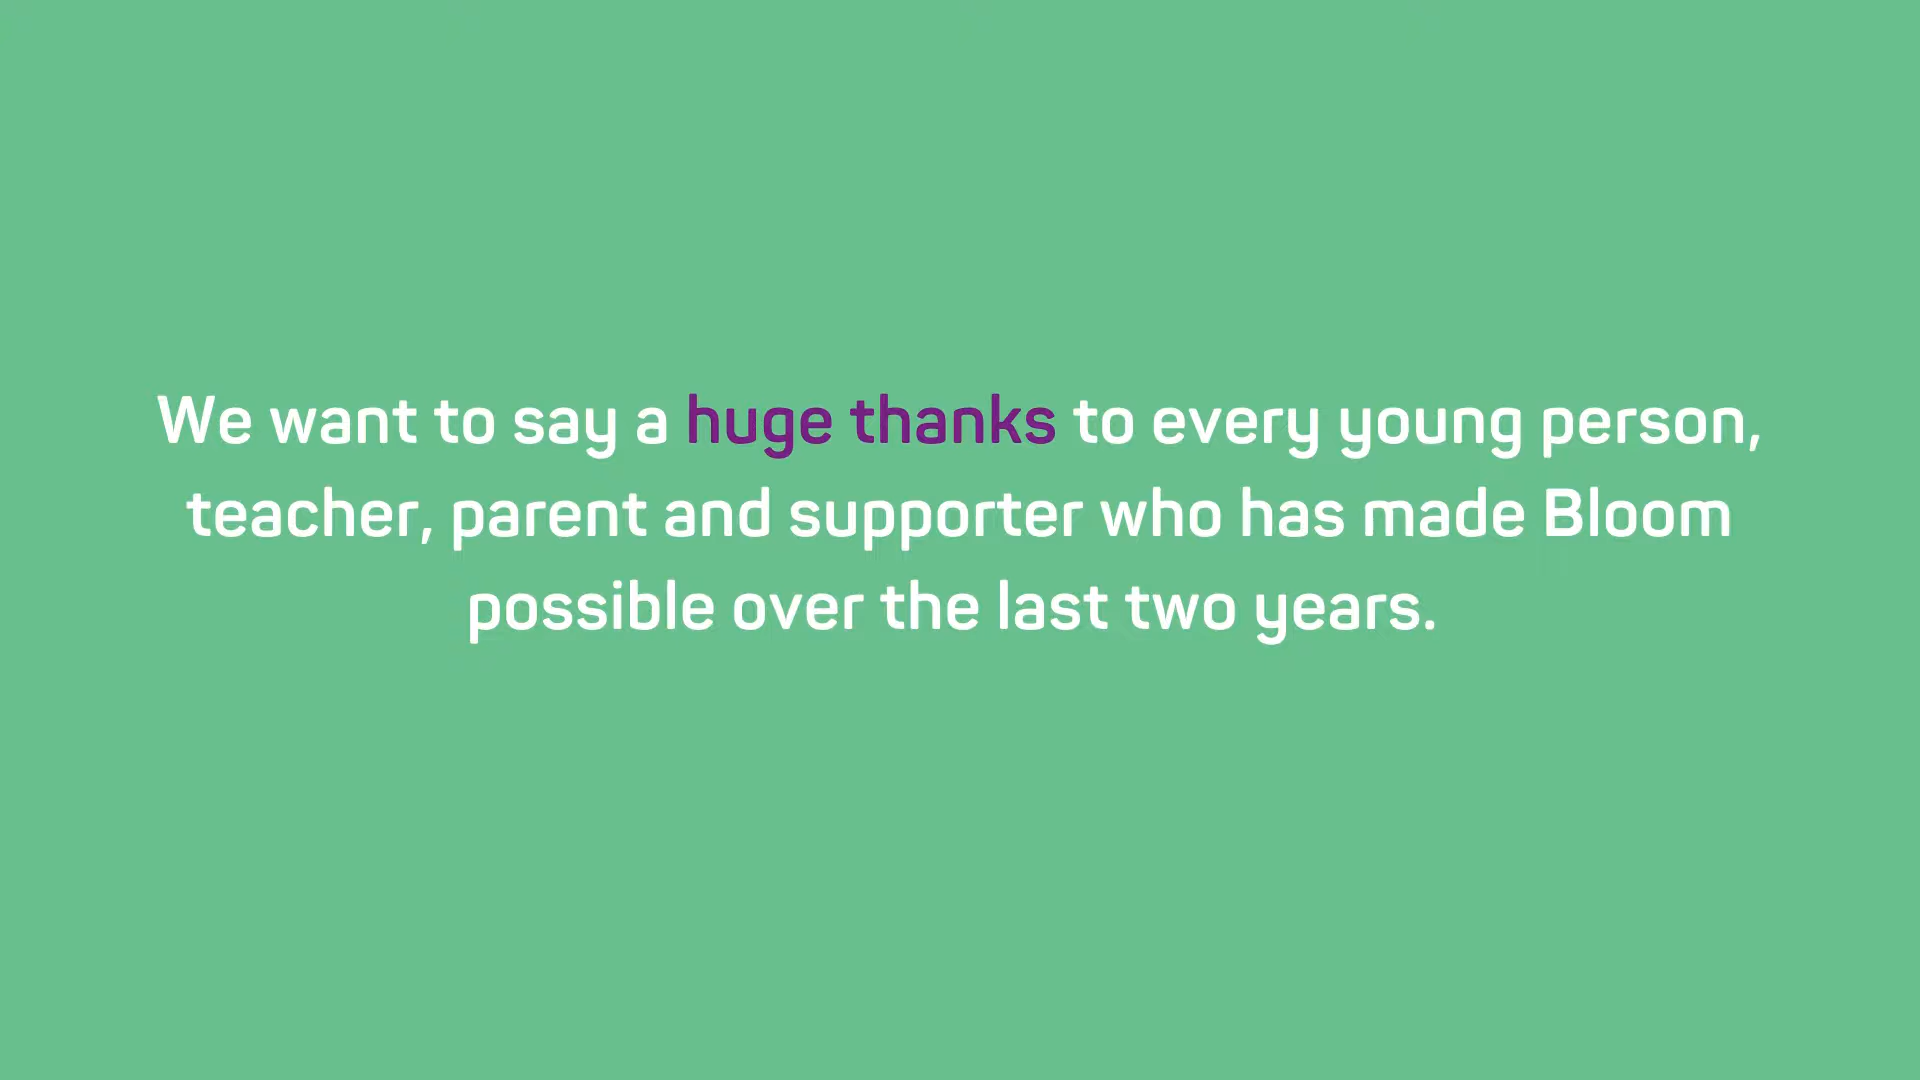 We want to say a huge thanks to every young person,
teacher, parent and supporter who has made Bloom
possible over the last two years.